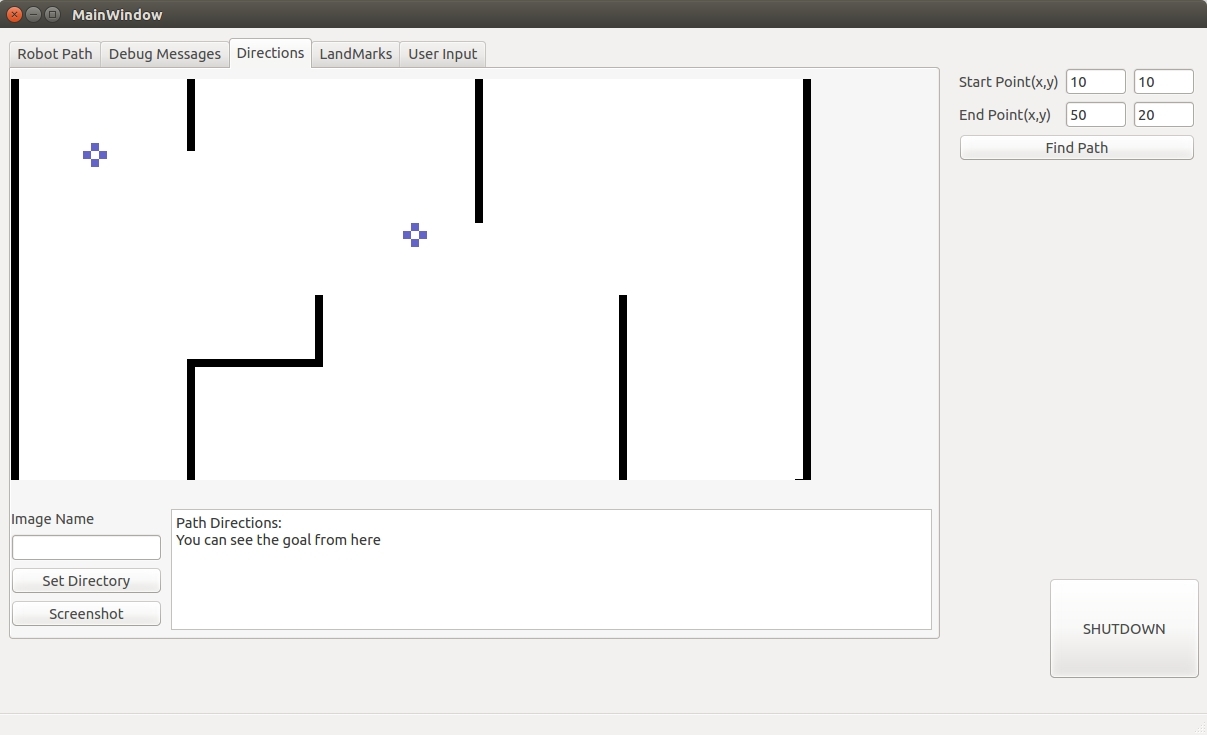 MainWindow
Robot Path Debug Messages Directions LandMarks User Input
Start Point(x,y) 10 10
End Point(x,y) 50 20
Find Path
Image Name
Set Directory
Screenshot
Path Directions:
You can see the goal from here
SHUTDOWN